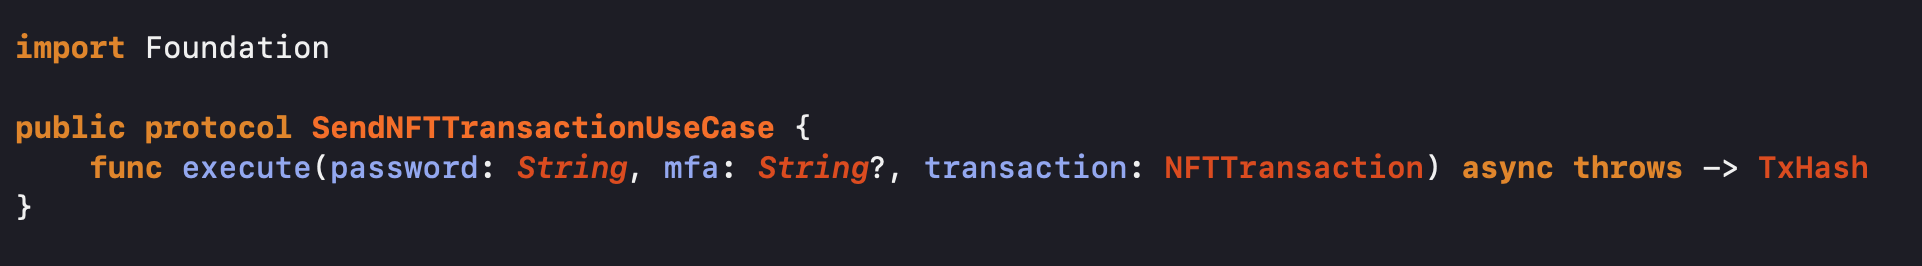 import Foundation
public protocol SendNFTTransactionUseCase {
    func execute(password: String, mfa: String?, transaction: NFTTransaction) async throws -> TxHash
}